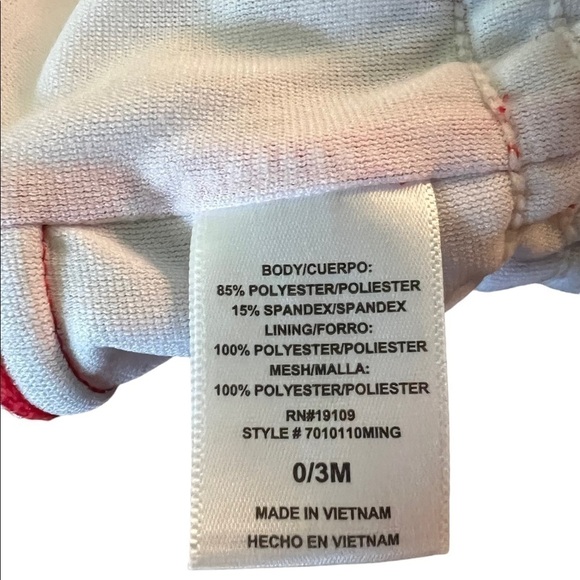 BODY/CUERPO:
85% POLYESTER/POLIESTER
15% SPANDEX/SPANDEX
LINING/FORRO:
100% POLYESTER/POLIESTER
MESH/MALLA:
100% POLYESTER/POLIESTER
RN#19109
STYLE # 7010110MING
0/3M
MADE IN VIETNAM
HECHO EN VIETNAM